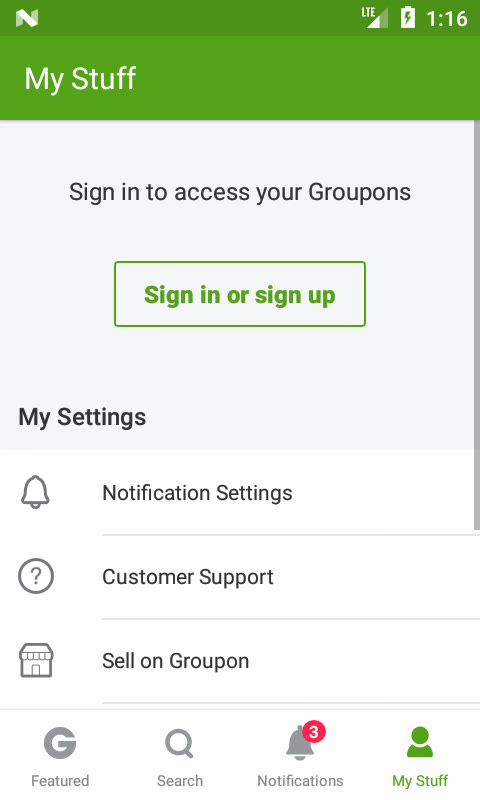 LTE 1:16
My Stuff
Sign in to access your Groupons
Sign in or sign up
My Settings
Notification Settings
Customer Support
Sell on Groupon
3
Featured Search Notifications My Stuff